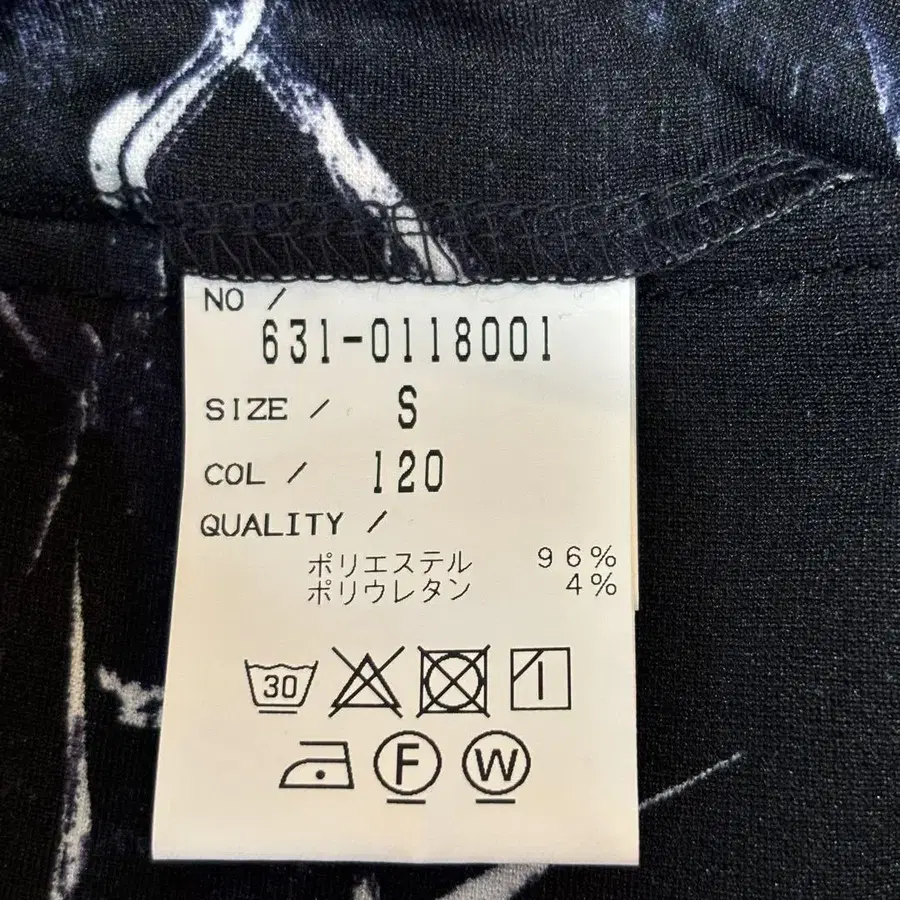 NO /
631-0118001
SIZE / S
COL / 120
QUALITY /
ポリエステル 96%
ポリウレタン 4%
30
F W